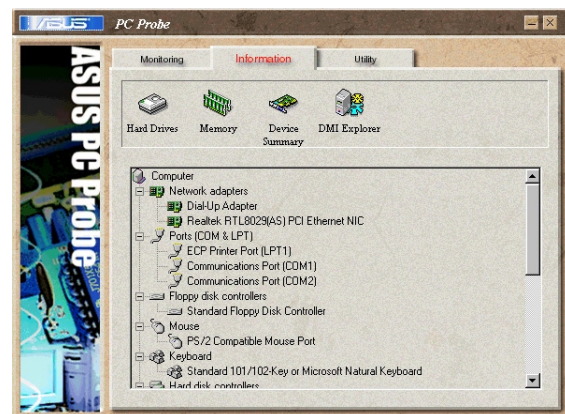 ASUS PC Probe
ASUS PC Probe
Monitoring Information Utility
Hard Drives Memory Device Summary DMI Explorer
Computer
Network adapters
Dial-Up Adapter
Realtek RTL8029(AS) PCI Ethernet NIC
Ports (COM & LPT)
ECP Printer Port (LPT1)
Communications Port (COM1)
Communications Port (COM2)
Floppy disk controllers
Standard Floppy Disk Controller
Mouse
PS/2 Compatible Mouse Port
Keyboard
Standard 101/102-Key or Microsoft Natural Keyboard
Hard disk controllers